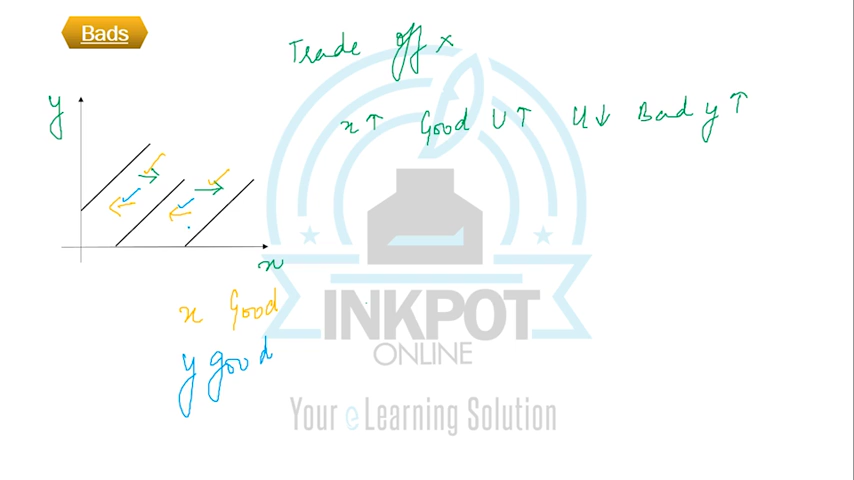 Bads
Trade off ×
y
x↑ Good U↑ U↓ Bad y↑
x
x Good
y good
INKPOT
ONLINE
Your eLearning Solution